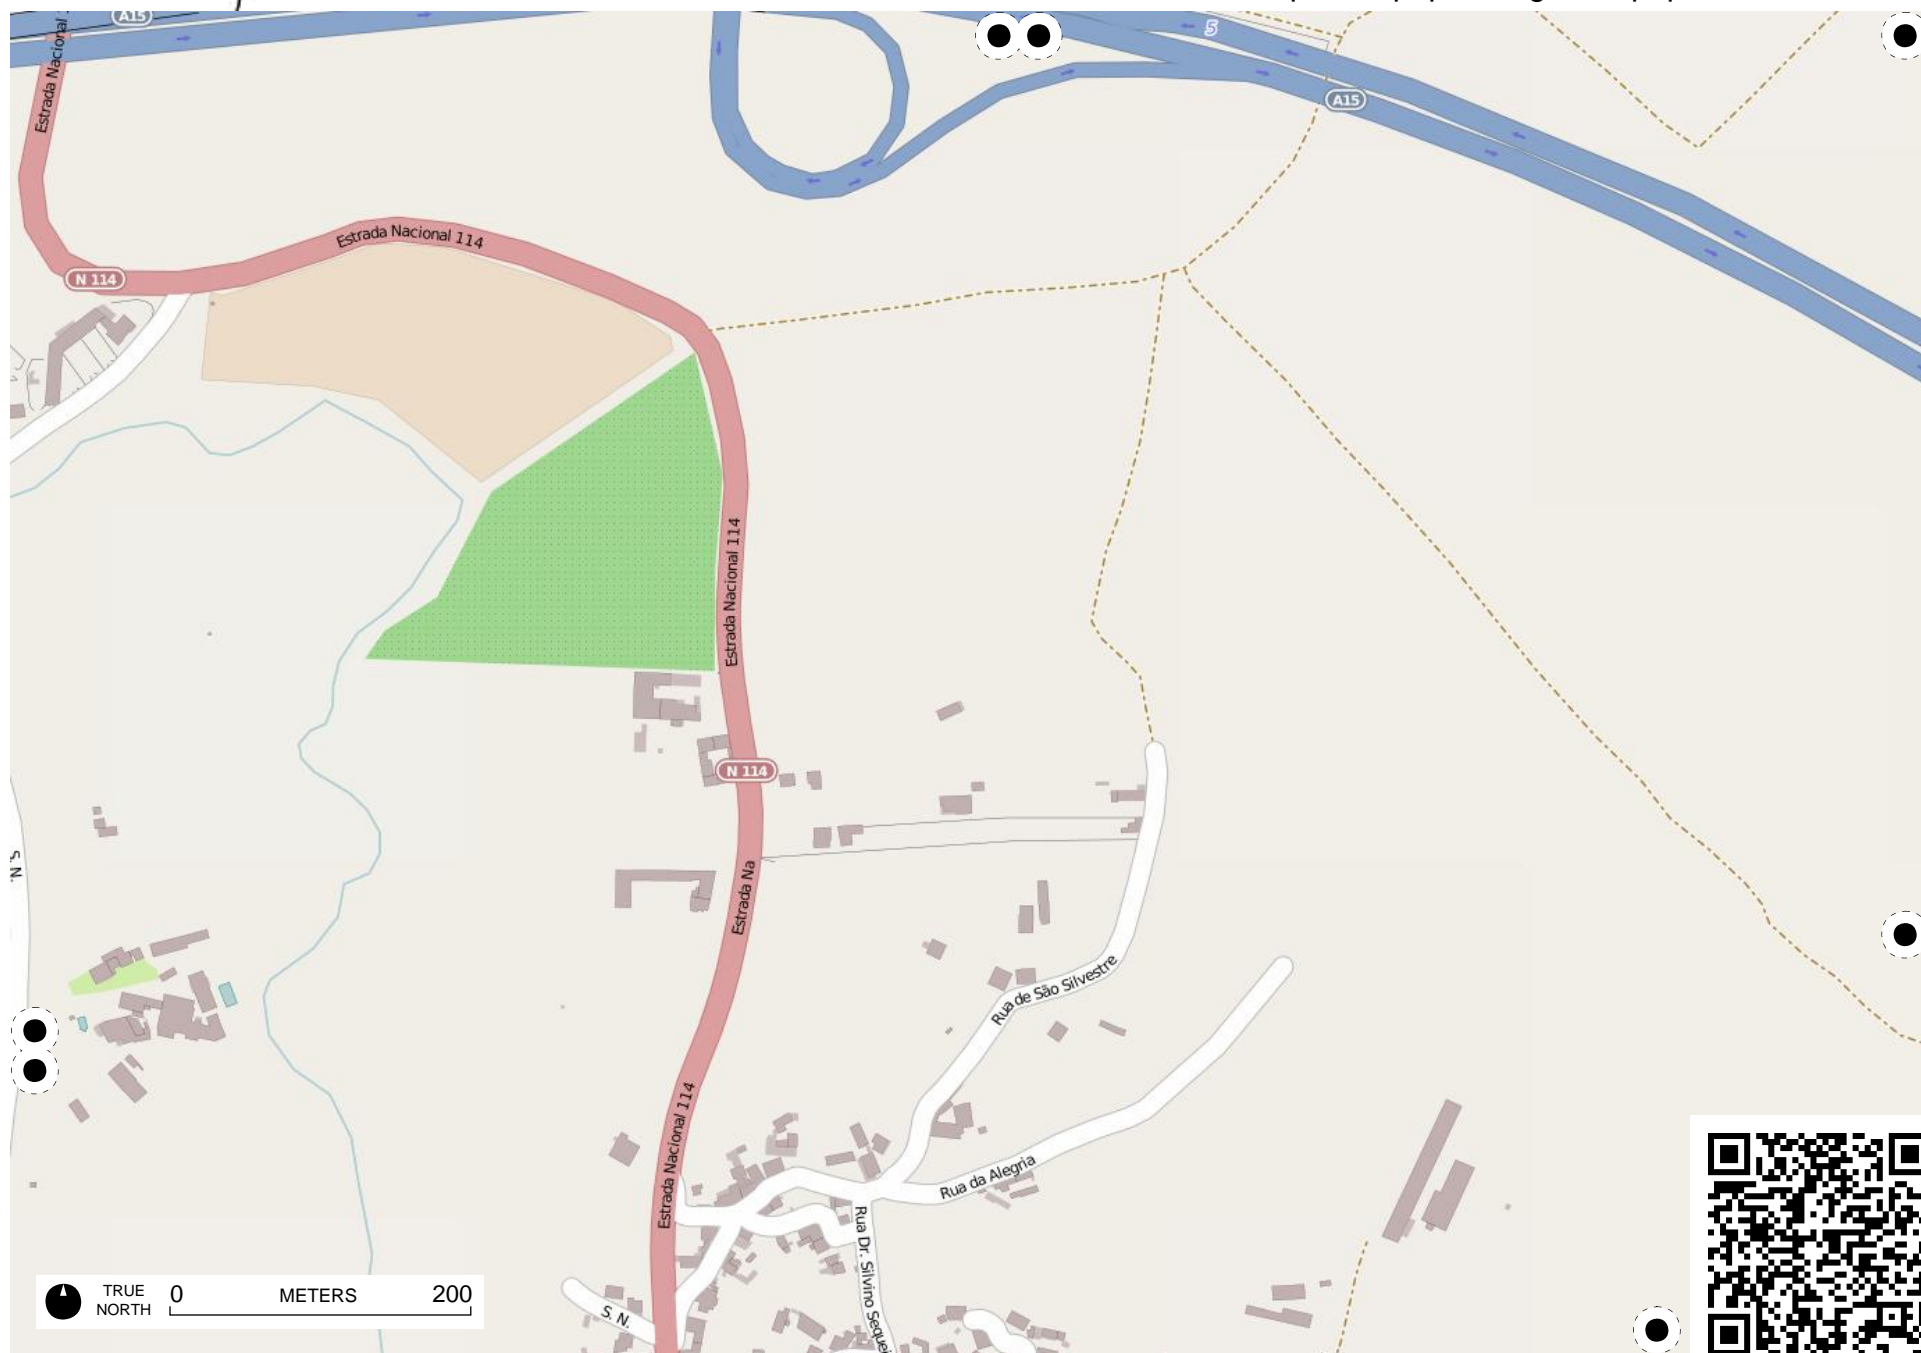 A15
5
A15
Estrada Nacional
Estrada Nacional 114
N 114
Estrada Nacional 114
N 114
Estrada Na
S. N.
Rua de São Silvestre
Estrada Nacional 114
Rua da Alegria
Rua Dr. Silvino Sequei
S. N.
TRUE
NORTH
0 METERS 200